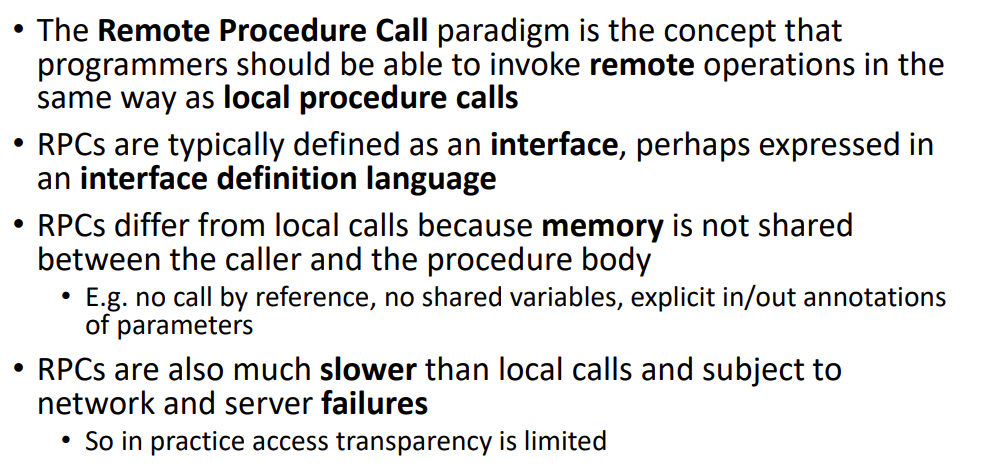 • The Remote Procedure Call paradigm is the concept that
programmers should be able to invoke remote operations in the
same way as local procedure calls
• RPCs are typically defined as an interface, perhaps expressed in
an interface definition language
• RPCs differ from local calls because memory is not shared
between the caller and the procedure body
• E.g. no call by reference, no shared variables, explicit in/out annotations
of parameters
• RPCs are also much slower than local calls and subject to
network and server failures
• So in practice access transparency is limited